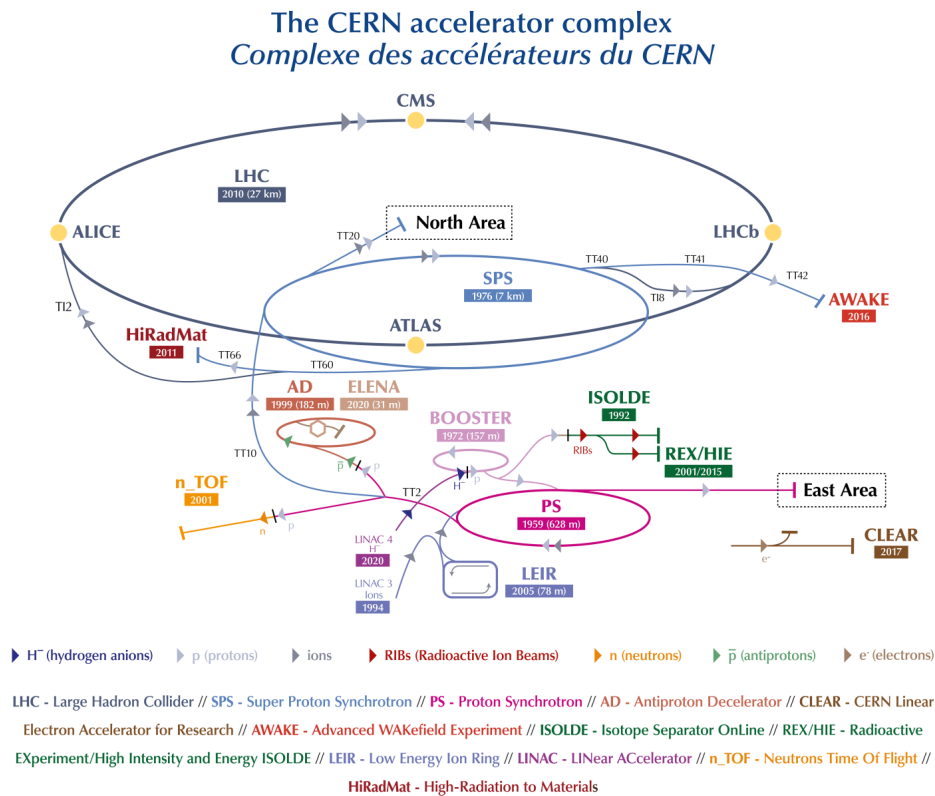 The CERN accelerator complex
Complexe des accélérateurs du CERN
CMS
LHC
2010 (27 km)
North Area
TT20
ALICE
LHCb
TT40
TT41
TT42
SPS
1976 (7 km)
TI8
TI2
AWAKE
2016
ATLAS
HiRadMat
2011
TT66
TT60
AD
1999 (182 m)
ELENA
2020 (31 m)
ISOLDE
1992
BOOSTER
1972 (157 m)
RIBs
REX/HIE
2001/2015
TT10
p̅
p
H⁻
p
n_TOF
2001
TT2
East Area
PS
1959 (628 m)
n
p
LINAC 4
H⁻
2020
CLEAR
2017
e⁻
LINAC 3
Ions
1994
LEIR
2005 (78 m)
H⁻ (hydrogen anions)
p (protons)
ions
RIBs (Radioactive Ion Beams)
n (neutrons)
p̅ (antiprotons)
e⁻ (electrons)
LHC - Large Hadron Collider // SPS - Super Proton Synchrotron // PS - Proton Synchrotron // AD - Antiproton Decelerator // CLEAR - CERN Linear
Electron Accelerator for Research // AWAKE - Advanced WAKefield Experiment // ISOLDE - Isotope Separator OnLine // REX/HIE - Radioactive
EXperiment/High Intensity and Energy ISOLDE // LEIR - Low Energy Ion Ring // LINAC - LINear ACcelerator // n_TOF - Neutrons Time Of Flight //
HiRadMat - High-Radiation to Materials